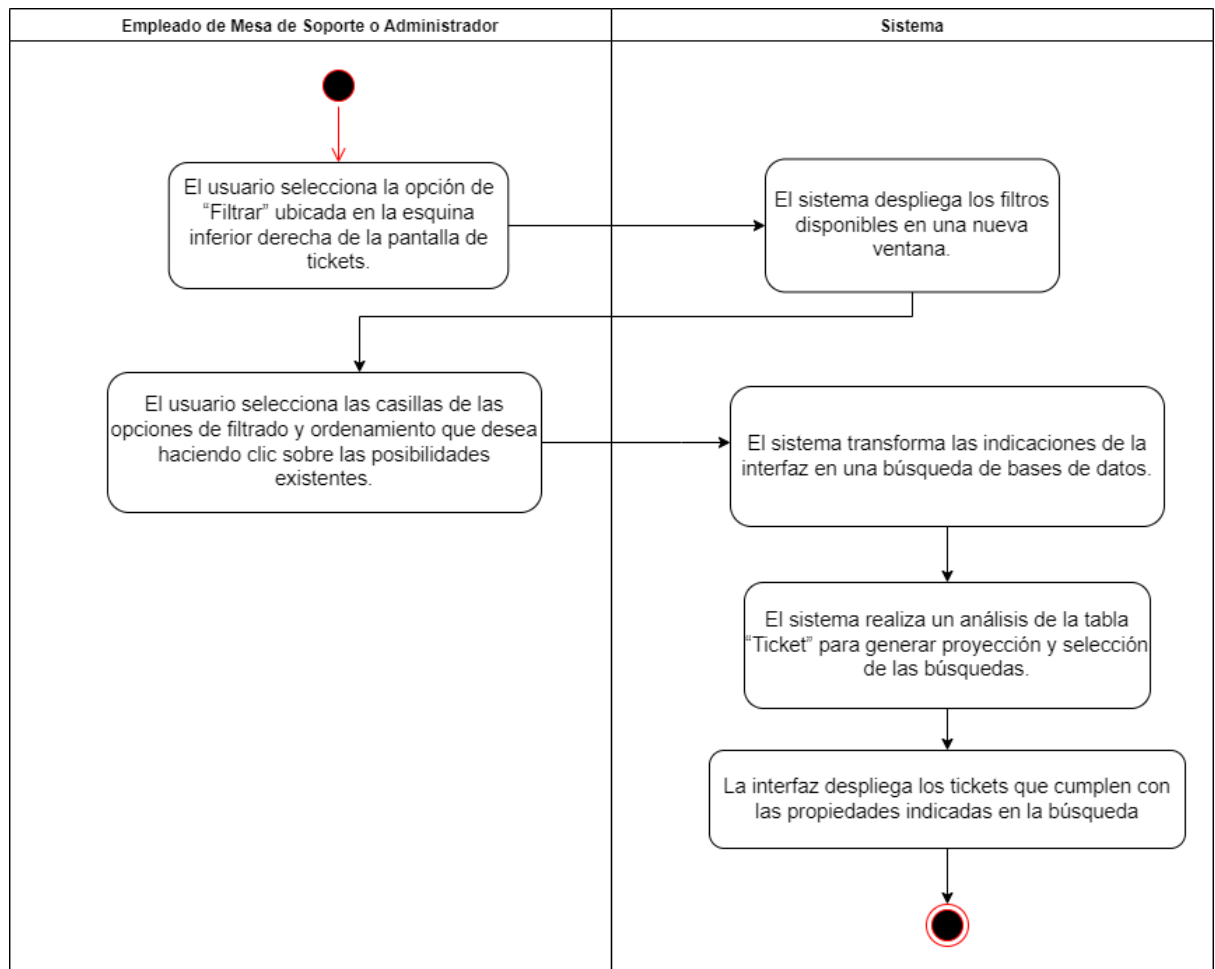 Empleado de Mesa de Soporte o Administrador
Sistema
El usuario selecciona la opción de
“Filtrar” ubicada en la esquina
inferior derecha de la pantalla de
tickets.
El sistema despliega los filtros
disponibles en una nueva
ventana.
El usuario selecciona las casillas de las
opciones de filtrado y ordenamiento que desea
haciendo clic sobre las posibilidades
existentes.
El sistema transforma las indicaciones de la
interfaz en una búsqueda de bases de datos.
El sistema realiza un análisis de la tabla
“Ticket” para generar proyección y selección
de las búsquedas.
La interfaz despliega los tickets que cumplen con
las propiedades indicadas en la búsqueda